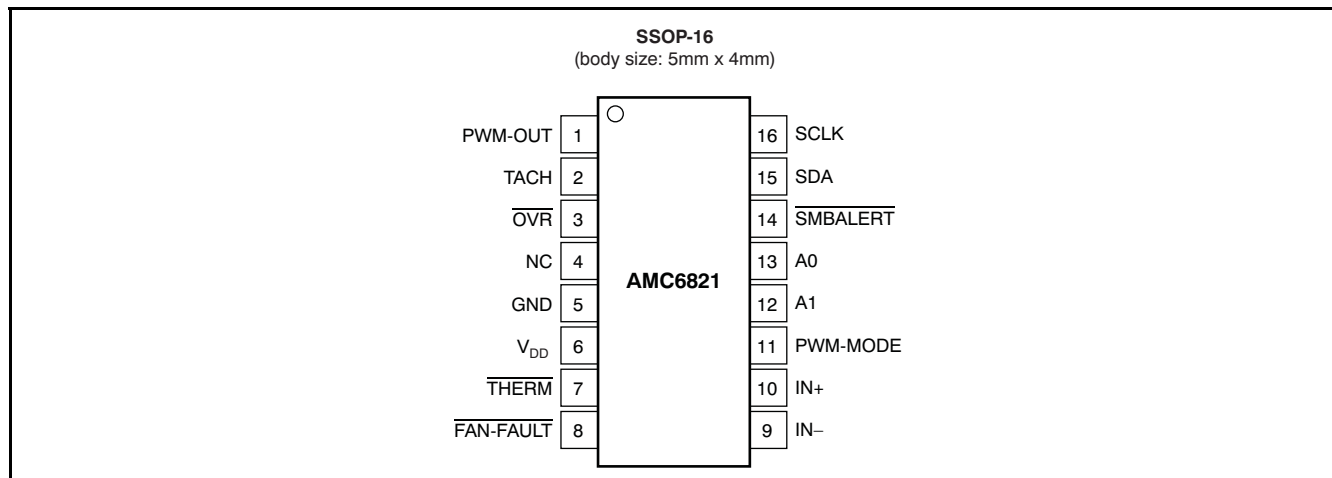 SSOP-16
(body size: 5mm x 4mm)
PWM-OUT 1 16 SCLK
TACH 2 15 SDA
OVR 3 14 SMBALERT
NC 4 13 A0
AMC6821
GND 5 12 A1
VDD 6 11 PWM-MODE
THERM 7 10 IN+
FAN-FAULT 8 9 IN−